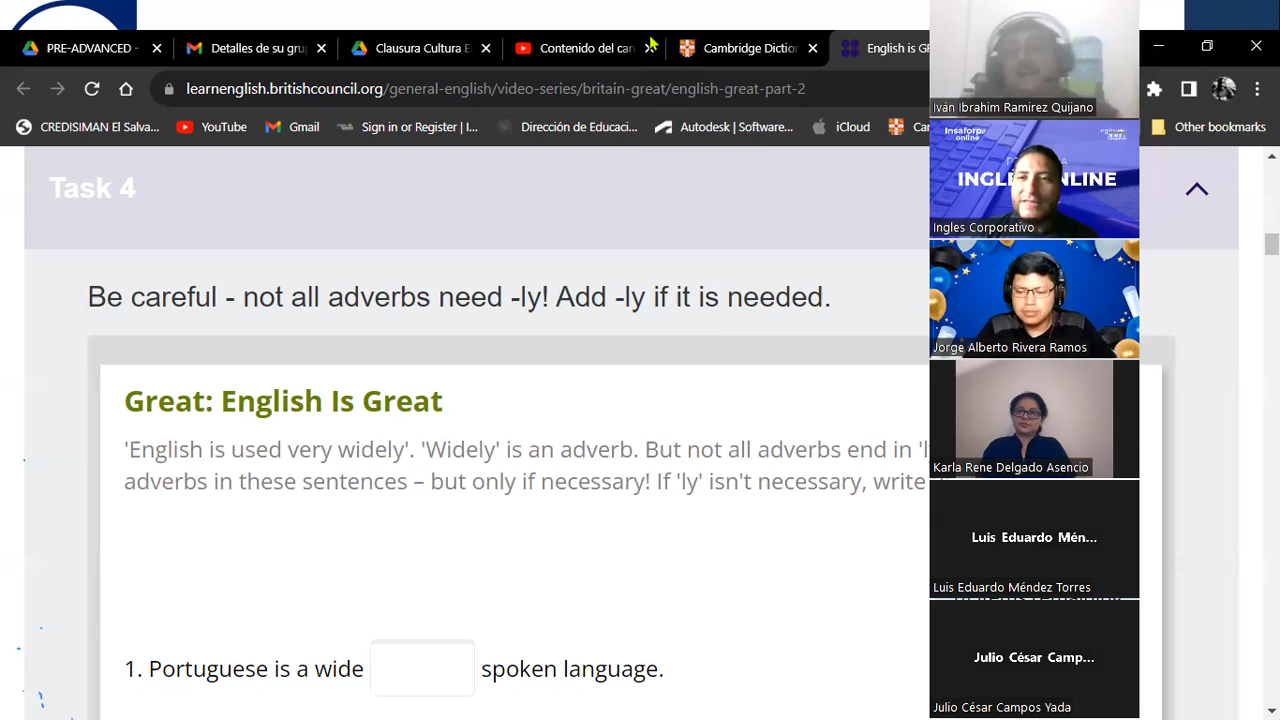 PRE-ADVANCED -
Detalles de su gru
Clausura Cultura E
Contenido del can
Cambridge Dictio
English is GR
learnenglish.britishcouncil.org/general-english/video-series/britain-great/english-great-part-2
CREDISIMAN El Salva...
YouTube
Gmail
Sign in or Register | I...
Dirección de Educaci...
Autodesk | Software...
iCloud
Other bookmarks
Task 4
Be careful - not all adverbs need -ly! Add -ly if it is needed.
Great: English Is Great
'English is used very widely'. 'Widely' is an adverb. But not all adverbs end in 'l
adverbs in these sentences – but only if necessary! If 'ly' isn't necessary, write
1. Portuguese is a wide
spoken language.
Iván Ibrahim Ramirez Quijano
Insaforp
online
INGLÉ
NLINE
Ingles Corporativo
Jorge Alberto Rivera Ramos
Karla Rene Delgado Asencio
Luis Eduardo Mén...
Luis Eduardo Méndez Torres
Julio César Camp...
Julio César Campos Yada